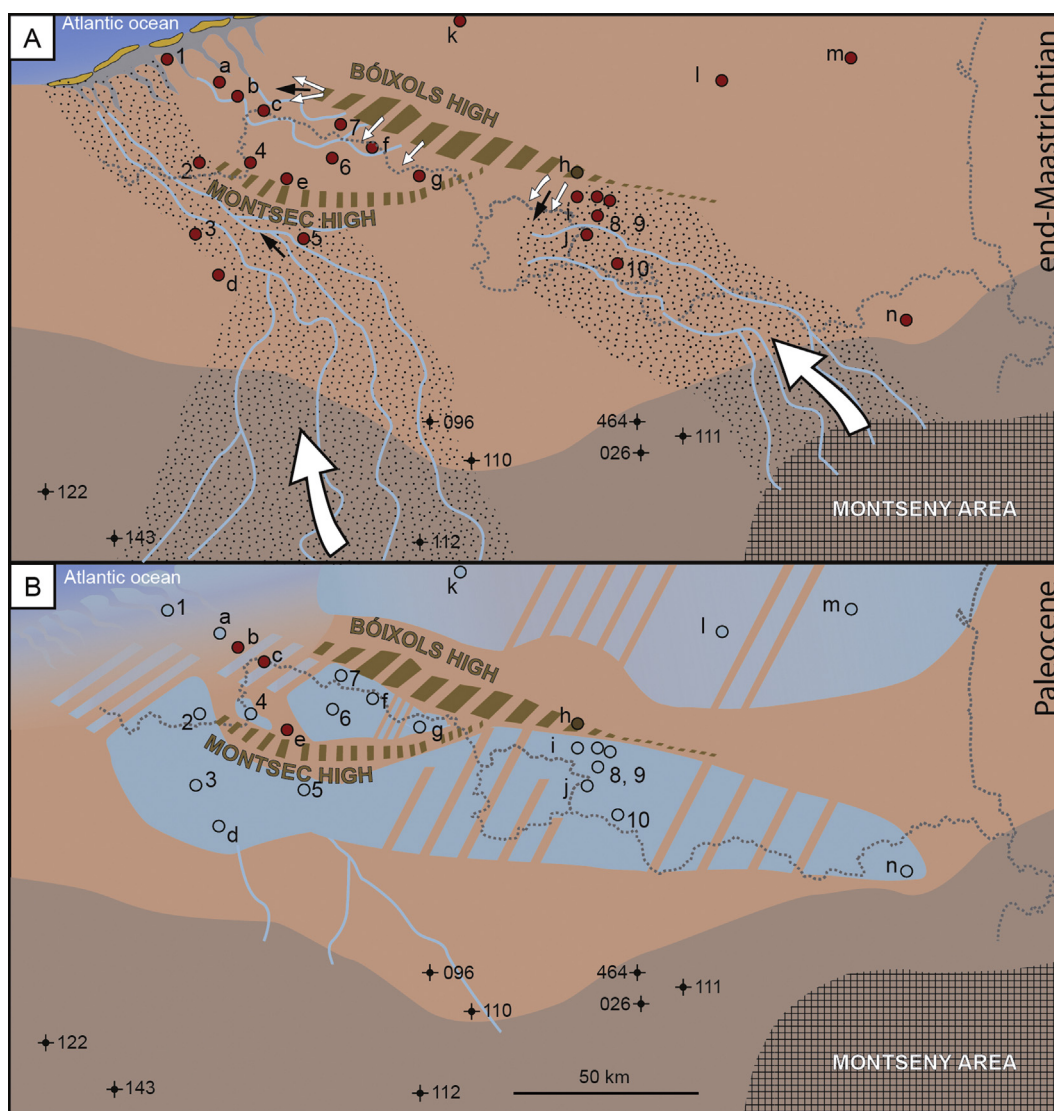 A
Atlantic ocean
k
m
l
1
a
b
c
BÓIXOLS HIGH
7
f
2
4
6
e
g
h
MONTSEC HIGH
i
8, 9
3
5
j
d
10
n
end-Maastrichtian
096
464
111
110
026
122
143
112
MONTSENY AREA
B
Atlantic ocean
k
m
l
1
a
b
c
BÓIXOLS HIGH
7
f
2
4
6
e
g
h
MONTSEC HIGH
i
8, 9
3
5
j
d
10
n
Paleocene
096
464
111
110
026
122
143
112
50 km
MONTSENY AREA